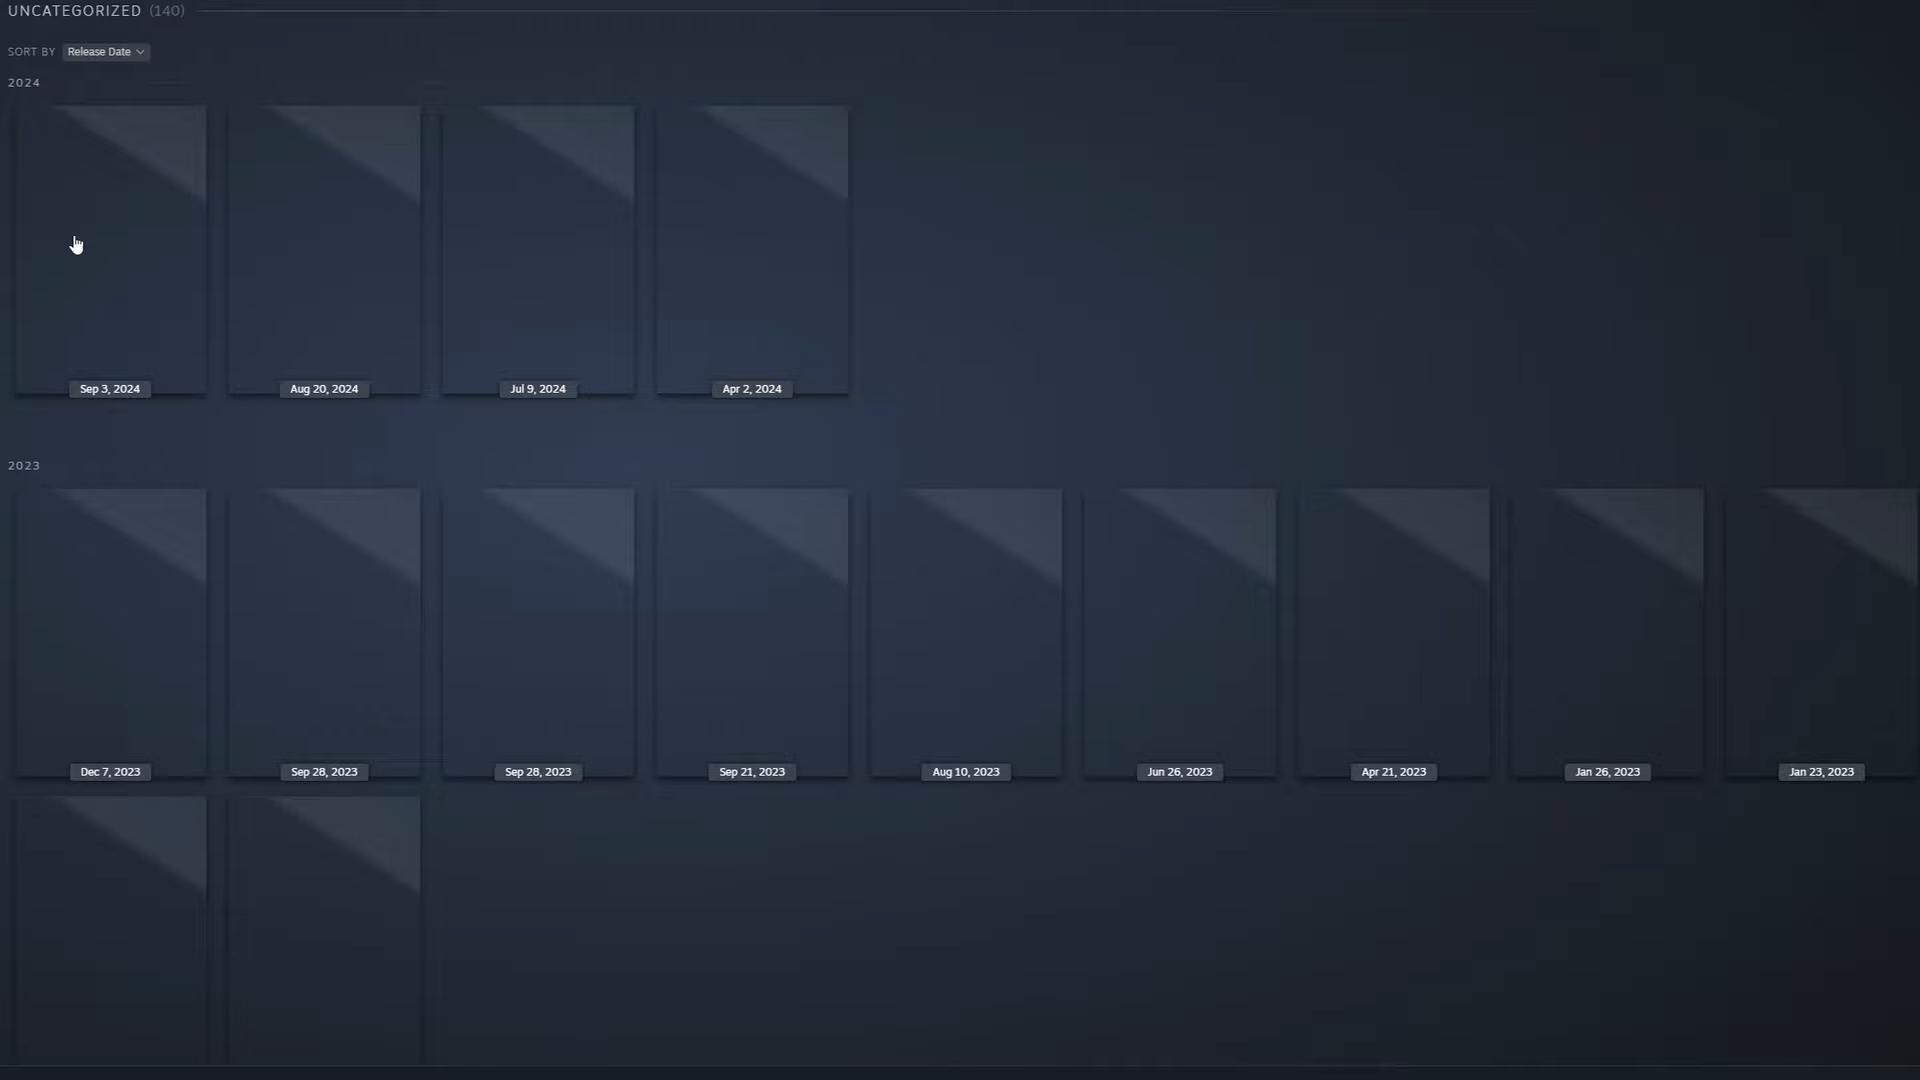 UNCATEGORIZED (140)
SORT BY Release Date
2024
Sep 3, 2024 Aug 20, 2024 Jul 9, 2024 Apr 2, 2024
2023
Dec 7, 2023 Sep 28, 2023 Sep 28, 2023 Sep 21, 2023 Aug 10, 2023 Jun 26, 2023 Apr 21, 2023 Jan 26, 2023 Jan 23, 2023